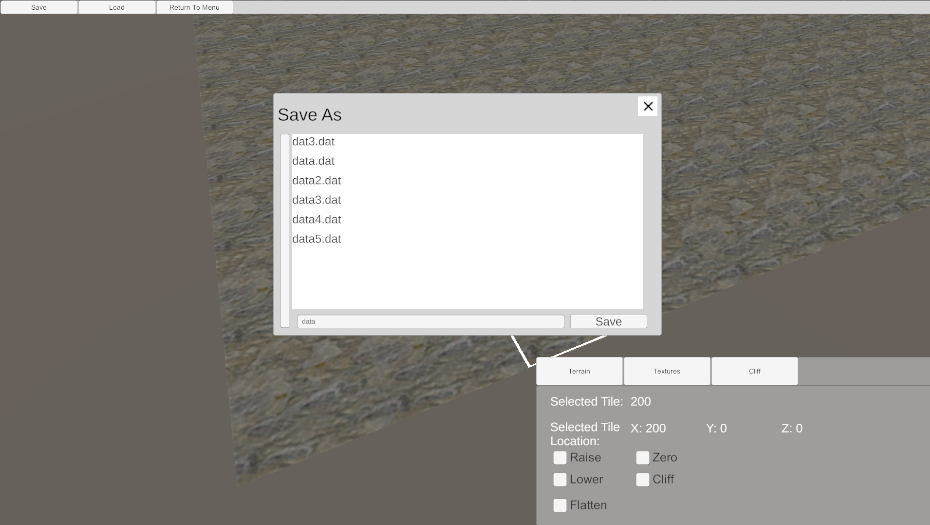 Save Load Return To Menu
Save As
dat3.dat
data.dat
data2.dat
data3.dat
data4.dat
data5.dat
data Save
Terrain Textures Cliff
Selected Tile: 200
Selected Tile X: 200 Y: 0 Z: 0
Location:
Raise Zero
Lower Cliff
Flatten